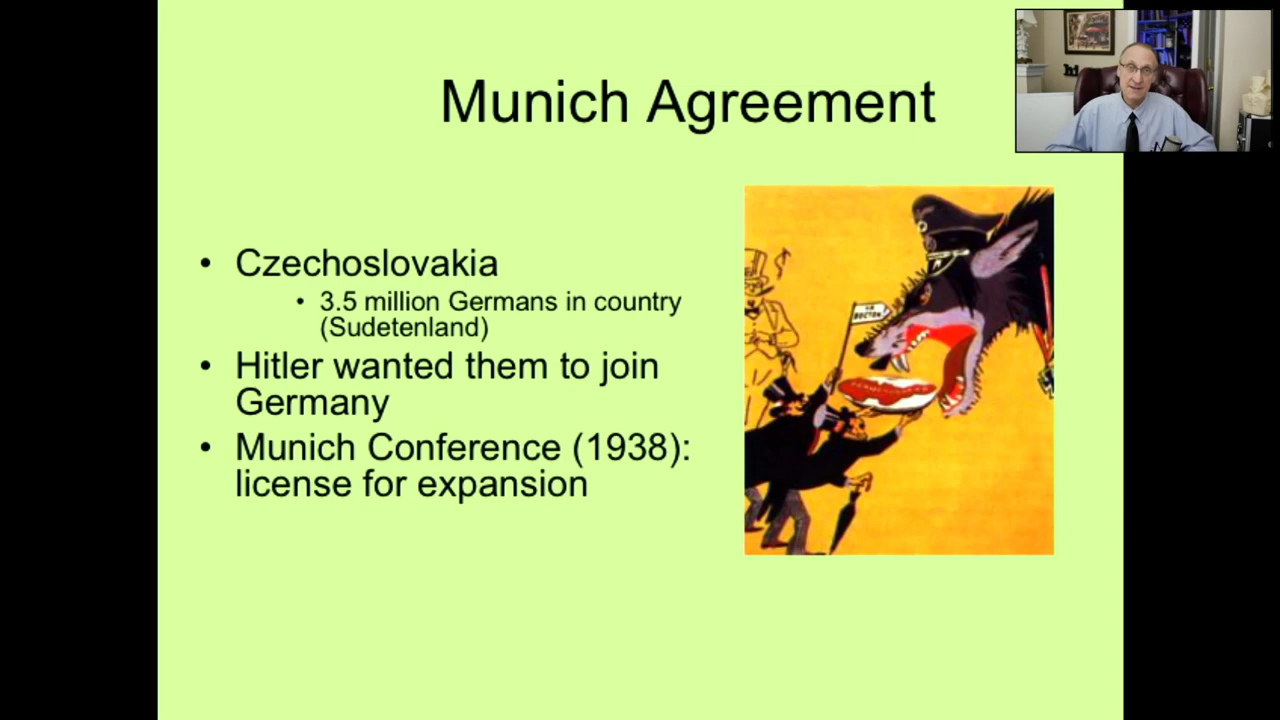 Munich Agreement
• Czechoslovakia
• 3.5 million Germans in country
(Sudetenland)
• Hitler wanted them to join
Germany
• Munich Conference (1938):
license for expansion